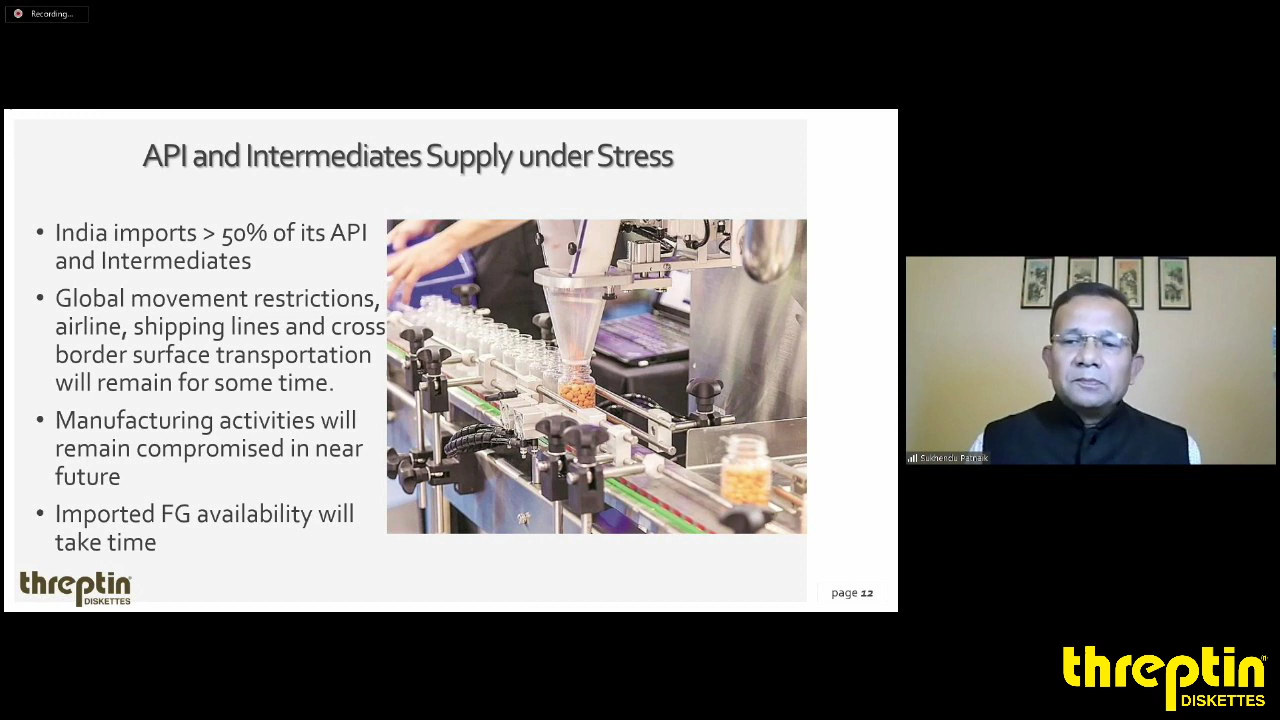 Recording...
API and Intermediates Supply under Stress
• India imports > 50% of its API
and Intermediates
• Global movement restrictions,
airline, shipping lines and cross
border surface transportation
will remain for some time.
• Manufacturing activities will
remain compromised in near
future
• Imported FG availability will
take time
threptin®
DISKETTES
page 12
Sukhendu Patnaik
threptin®
DISKETTES